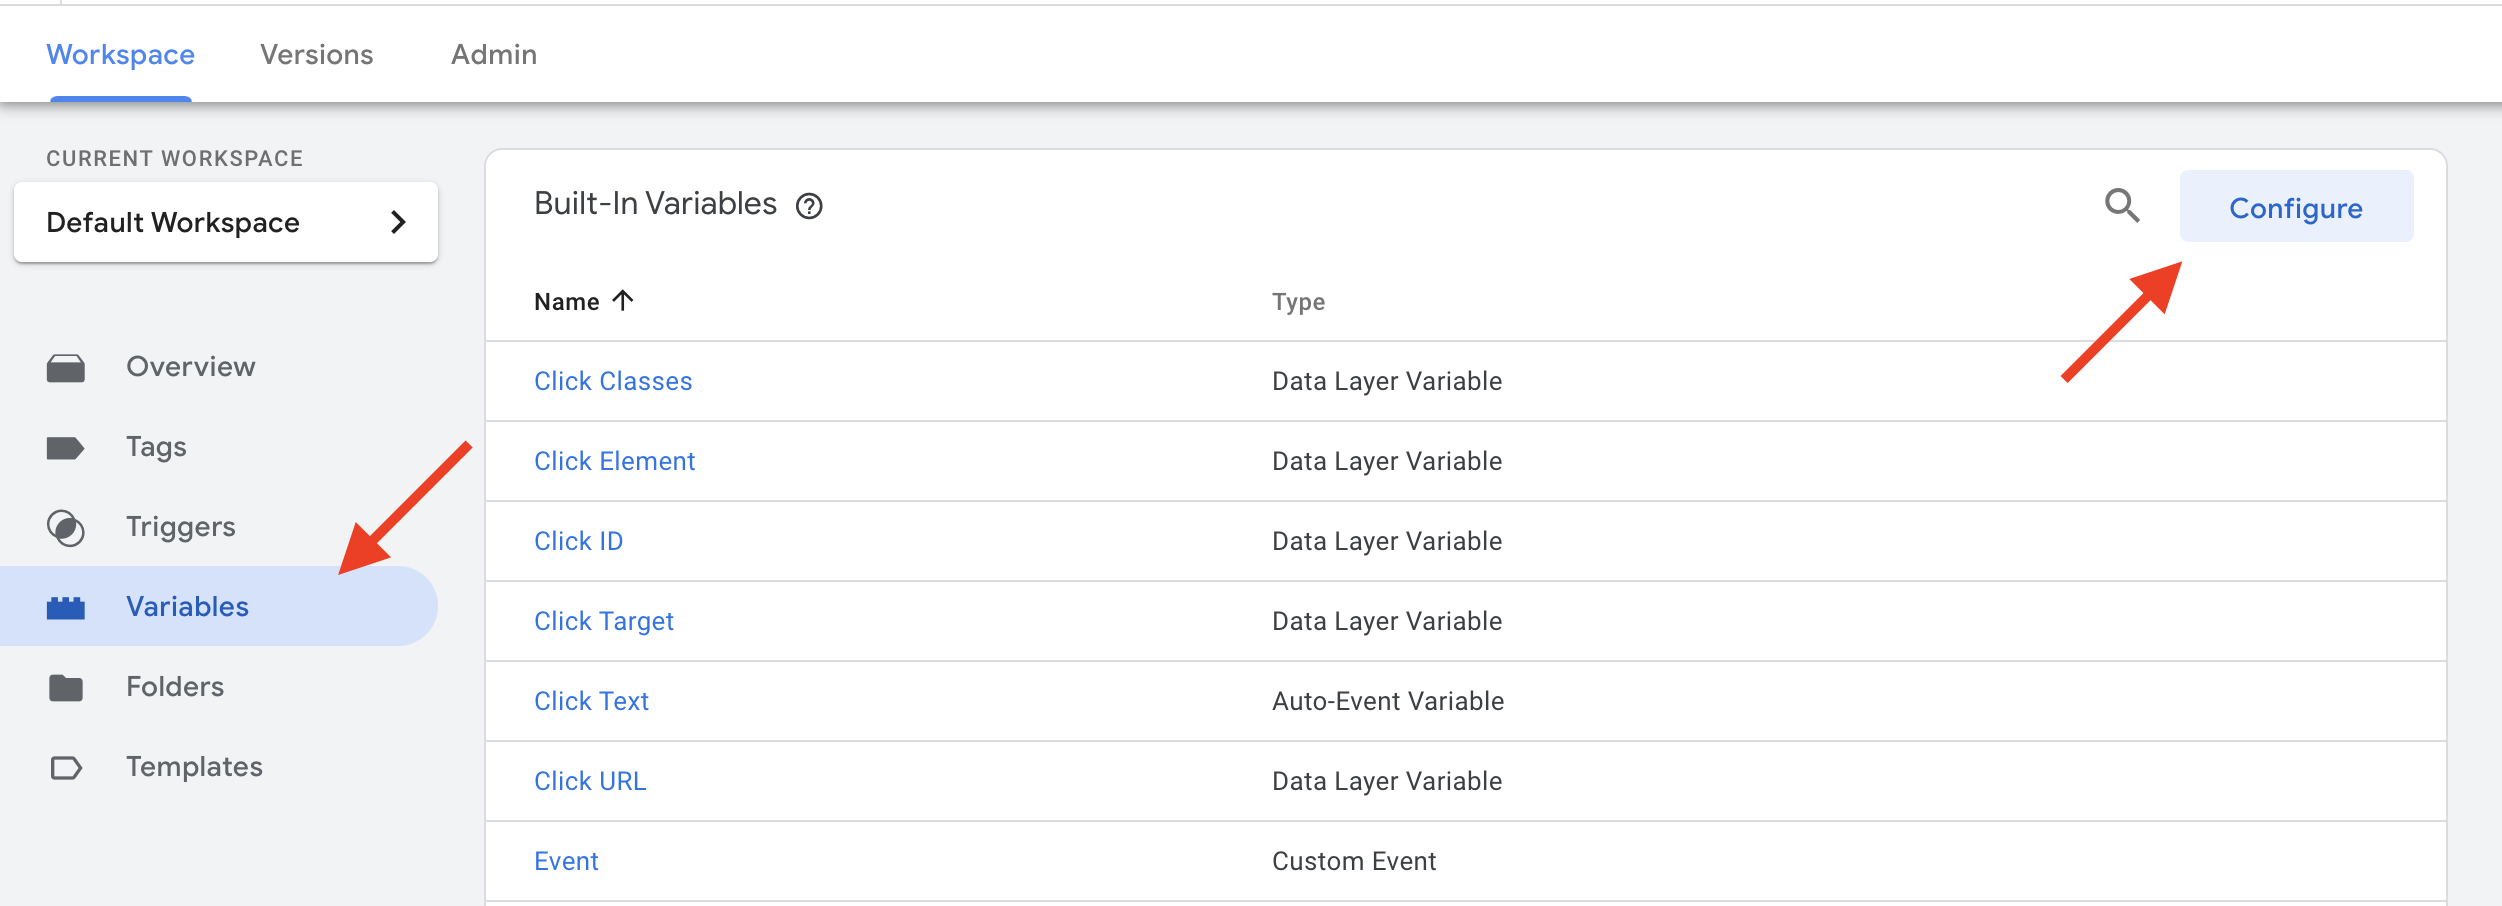 Workspace Versions Admin
CURRENT WORKSPACE
Default Workspace
Overview
Tags
Triggers
Variables
Folders
Templates
Built-In Variables
Configure
Name Type
Click Classes Data Layer Variable
Click Element Data Layer Variable
Click ID Data Layer Variable
Click Target Data Layer Variable
Click Text Auto-Event Variable
Click URL Data Layer Variable
Event Custom Event